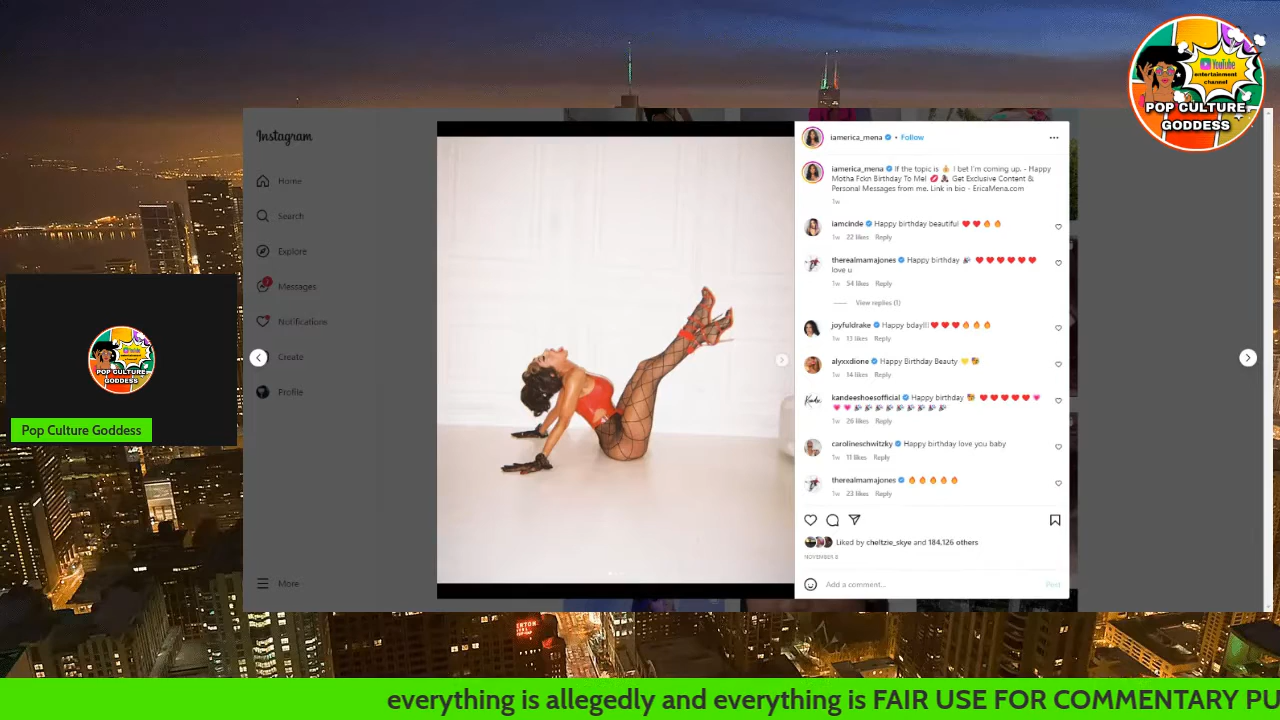 YouTube
entertainment
channel
POP CULTURE
GODDESS
Instagram
Home
Search
Explore
Messages
Notifications
Create
Profile
More
POP CULTURE
GODDESS
Pop Culture Goddess
iamerica_mena • Follow
iamerica_mena If the topic is I bet I'm coming up. - Happy
Motha Fckn Birthday To Me! Get Exclusive Content &
Personal Messages from me. Link in bio - EricaMena.com
1w
iamcinde Happy birthday beautiful ❤❤🔥🔥
1w 22 likes Reply
therealmamajones Happy birthday 🎉 ❤❤❤❤❤❤
love u
1w 54 likes Reply
View replies (1)
joyfuldrake Happy bday!!!❤❤❤🔥🔥🔥
1w 13 likes Reply
alyxxdione Happy Birthday Beauty 💛
1w 14 likes Reply
kandeeshoesofficial Happy birthday ❤❤❤❤❤💗
💗💗🎉🎉🎉🎉🎉🎉🎉🎉🎉
1w 26 likes Reply
carolineschwitzky Happy birthday love you baby
1w 11 likes Reply
therealmamajones 🔥🔥🔥🔥🔥
1w 23 likes Reply
Liked by cheltzie_skye and 184,126 others
NOVEMBER 8
Add a comment...
Post
everything is allegedly and everything is FAIR USE FOR COMMENTARY PU